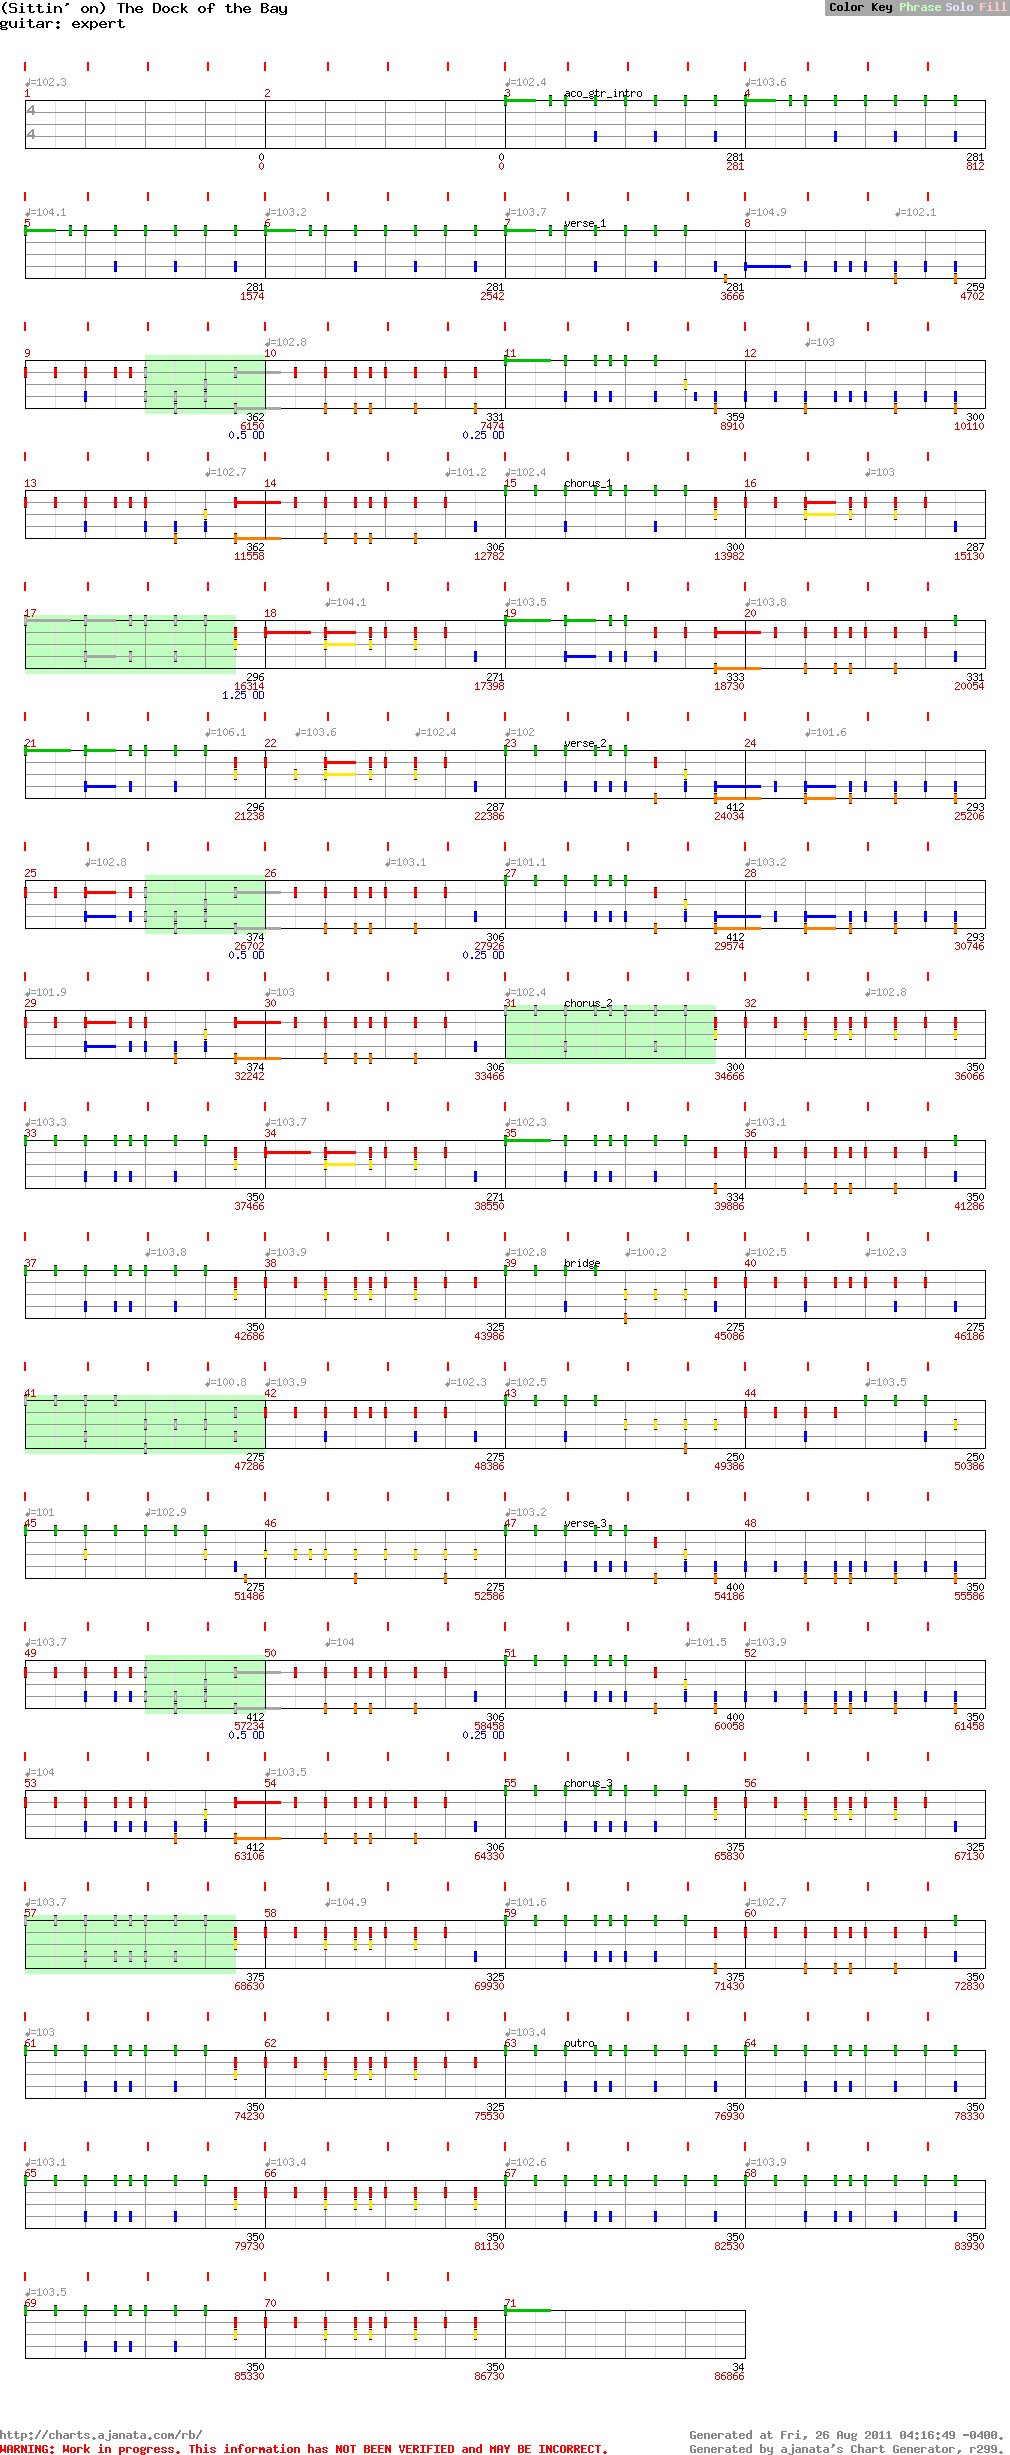 (Sittin' on) The Dock of the Bay
Color Key Phrase Solo Fill
guitar: expert
♩=102.3 ♩=102.4 ♩=103.6
1 2 3 aco_gtr_intro 4
4
4
0 0 281 281
0 0 281 812
♩=104.1 ♩=103.2 ♩=103.7 ♩=104.9 ♩=102.1
5 6 7 verse_1 8
281 281 281 259
1574 2542 3666 4702
♩=102.8 ♩=103
9 10 11 12
362 331 359 300
6150 7474 8910 10110
0.5 OD 0.25 OD
♩=102.7 ♩=101.2 ♩=102.4 ♩=103
13 14 15 chorus_1 16
362 306 300 287
11558 12782 13982 15130
♩=104.1 ♩=103.5 ♩=103.8
17 18 19 20
296 271 333 331
16314 17398 18730 20054
1.25 OD
♩=106.1 ♩=103.6 ♩=102.4 ♩=102 ♩=101.6
21 22 23 verse_2 24
296 287 412 293
21238 22386 24034 25206
♩=102.8 ♩=103.1 ♩=101.1 ♩=103.2
25 26 27 28
374 306 412 293
26702 27926 29574 30746
0.5 OD 0.25 OD
♩=101.9 ♩=103 ♩=102.4 ♩=102.8
29 30 31 chorus_2 32
374 306 300 350
32242 33466 34666 36066
♩=103.3 ♩=103.7 ♩=102.3 ♩=103.1
33 34 35 36
350 271 334 350
37466 38550 39886 41286
♩=103.8 ♩=103.9 ♩=102.8 ♩=100.2 ♩=102.5 ♩=102.3
37 38 39 bridge 40
350 325 275 275
42686 43986 45086 46186
♩=100.8 ♩=103.9 ♩=102.3 ♩=102.5 ♩=103.5
41 42 43 44
275 275 250 250
47286 48386 49386 50386
♩=101 ♩=102.9 ♩=103.2
45 46 47 verse_3 48
275 275 400 350
51486 52586 54186 55586
♩=103.7 ♩=104 ♩=101.5 ♩=103.9
49 50 51 52
412 306 400 350
57234 58458 60058 61458
0.5 OD 0.25 OD
♩=104 ♩=103.5
53 54 55 chorus_3 56
412 306 375 325
63106 64330 65830 67130
♩=103.7 ♩=104.9 ♩=101.6 ♩=102.7
57 58 59 60
375 325 375 350
68630 69930 71430 72830
♩=103 ♩=103.4
61 62 63 outro 64
350 325 350 350
74230 75530 76930 78330
♩=103.1 ♩=103.4 ♩=102.6 ♩=103.9
65 66 67 68
350 350 350 350
79730 81130 82530 83930
♩=103.5
69 70 71
350 350 34
85330 86730 86866
http://charts.ajanata.com/rb/ Generated at Fri, 26 Aug 2011 04:16:49 -0400.
WARNING: Work in progress. This information has NOT BEEN VERIFIED and MAY BE INCORRECT. Generated by ajanata's Chart Generator, r299.